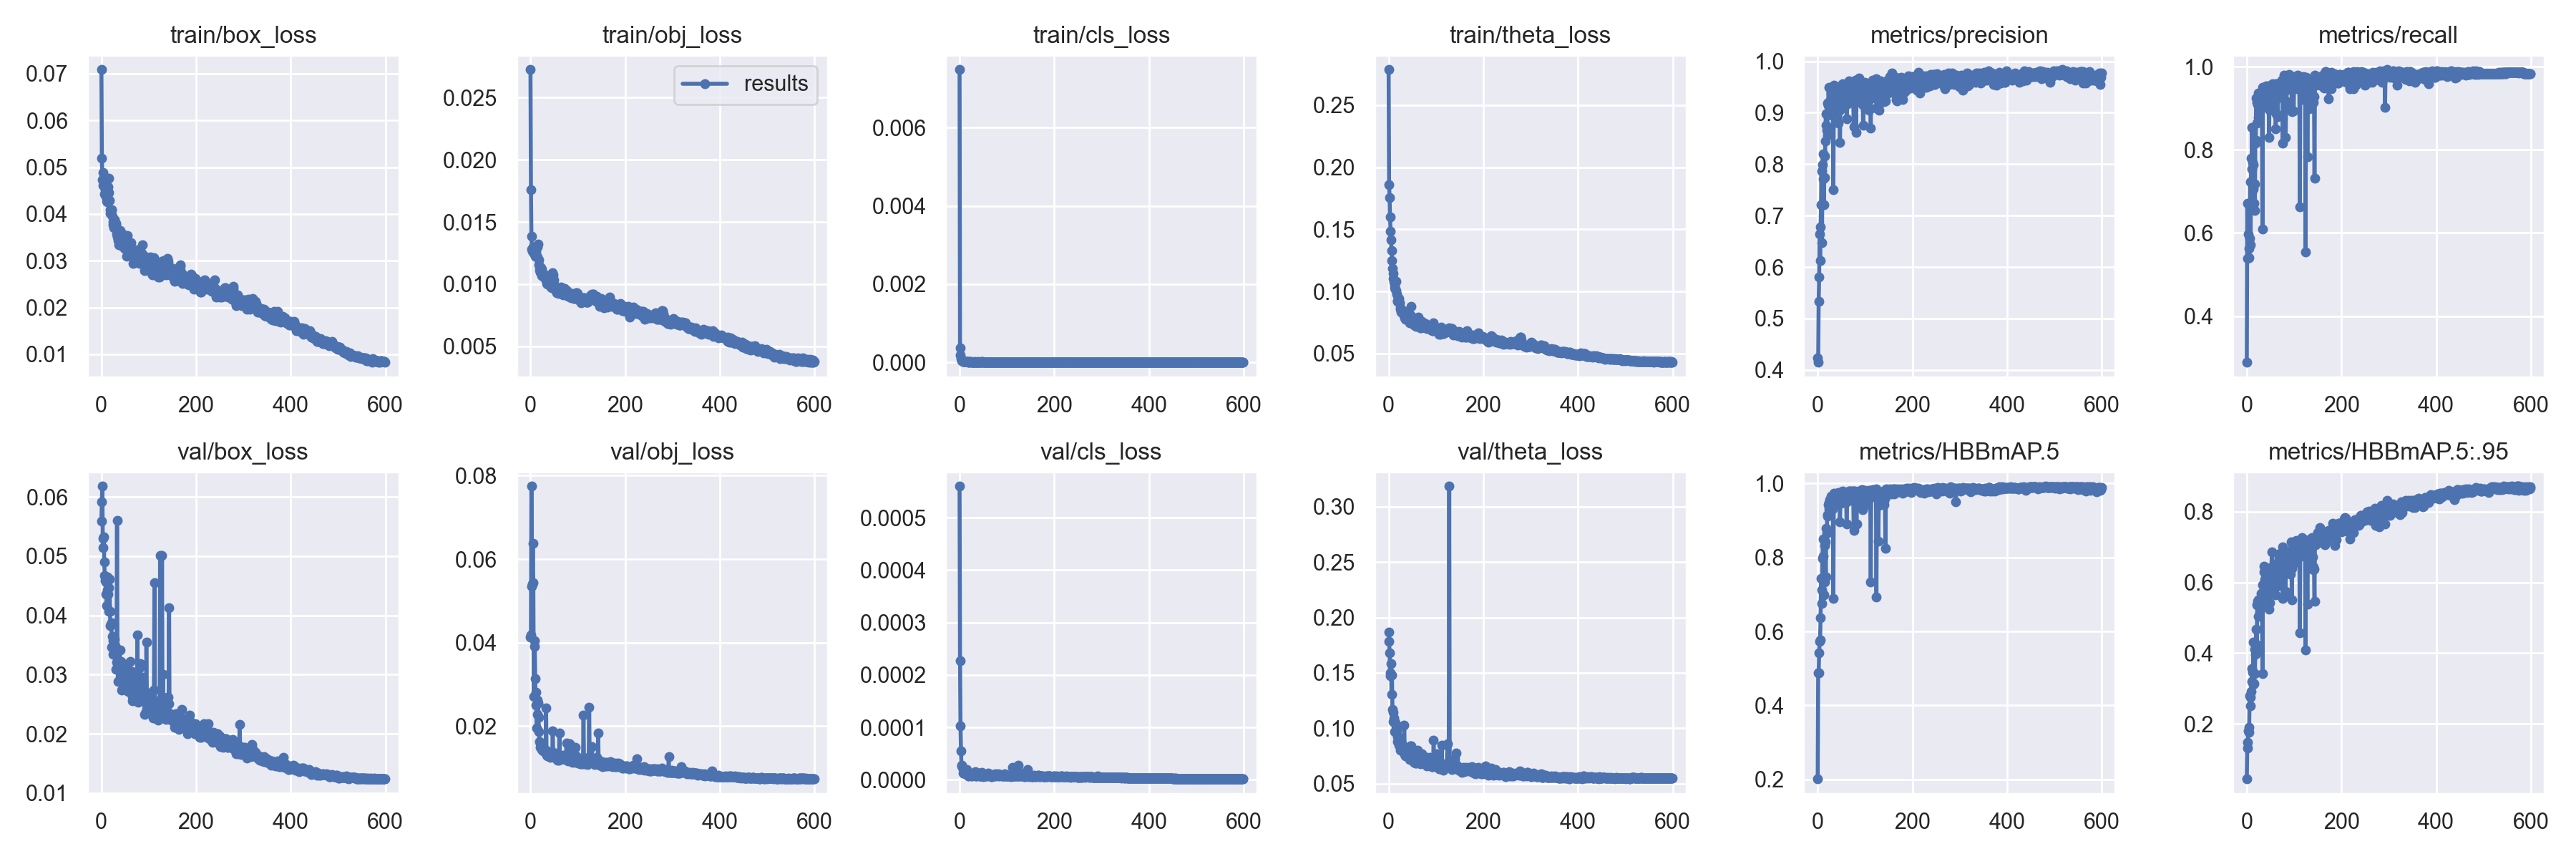 train/box_loss
0.07
0.06
0.05
0.04
0.03
0.02
0.01
0 200 400 600
train/obj_loss
results
0.025
0.020
0.015
0.010
0.005
0 200 400 600
train/cls_loss
0.006
0.004
0.002
0.000
0 200 400 600
train/theta_loss
0.25
0.20
0.15
0.10
0.05
0 200 400 600
metrics/precision
1.0
0.9
0.8
0.7
0.6
0.5
0.4
0 200 400 600
metrics/recall
1.0
0.8
0.6
0.4
0 200 400 600
val/box_loss
0.06
0.05
0.04
0.03
0.02
0.01
0 200 400 600
val/obj_loss
0.08
0.06
0.04
0.02
0 200 400 600
val/cls_loss
0.0005
0.0004
0.0003
0.0002
0.0001
0.0000
0 200 400 600
val/theta_loss
0.30
0.25
0.20
0.15
0.10
0.05
0 200 400 600
metrics/HBBmAP.5
1.0
0.8
0.6
0.4
0.2
0 200 400 600
metrics/HBBmAP.5:.95
0.8
0.6
0.4
0.2
0 200 400 600